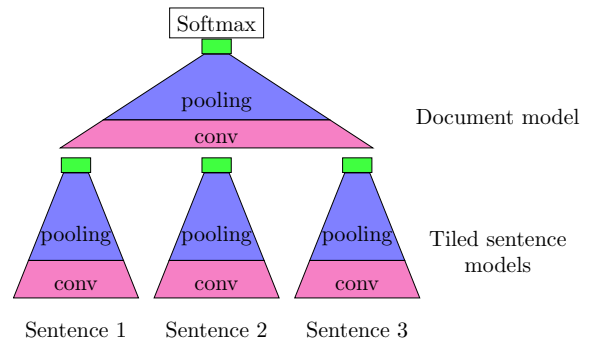 Softmax
pooling
conv
Document model
pooling
pooling
pooling
Tiled sentence
models
conv
conv
conv
Sentence 1
Sentence 2
Sentence 3